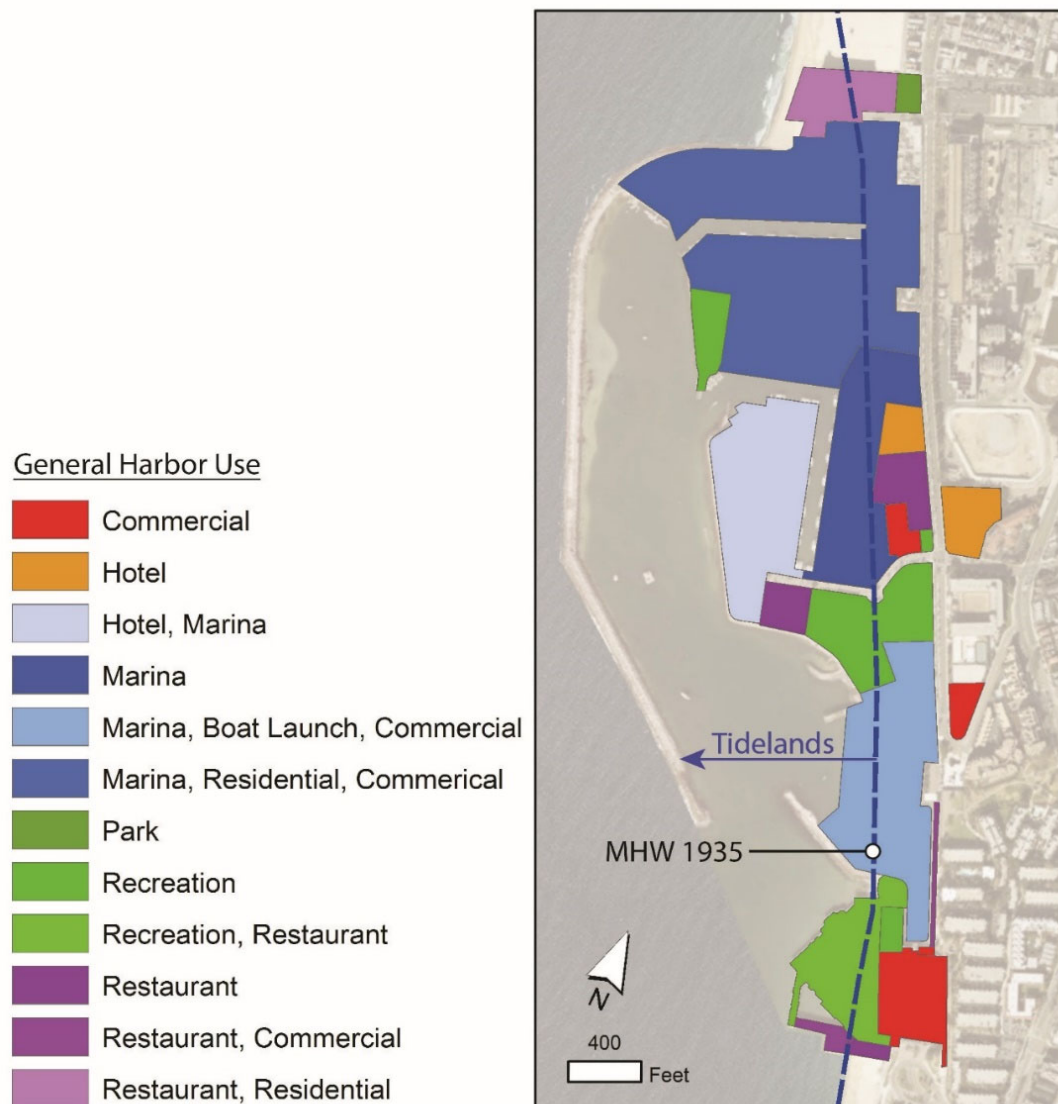 General Harbor Use
Commercial
Hotel
Hotel, Marina
Marina
Marina, Boat Launch, Commercial
Marina, Residential, Commerical
Park
Recreation
Recreation, Restaurant
Restaurant
Restaurant, Commercial
Restaurant, Residential
Tidelands
MHW 1935
N
400
Feet